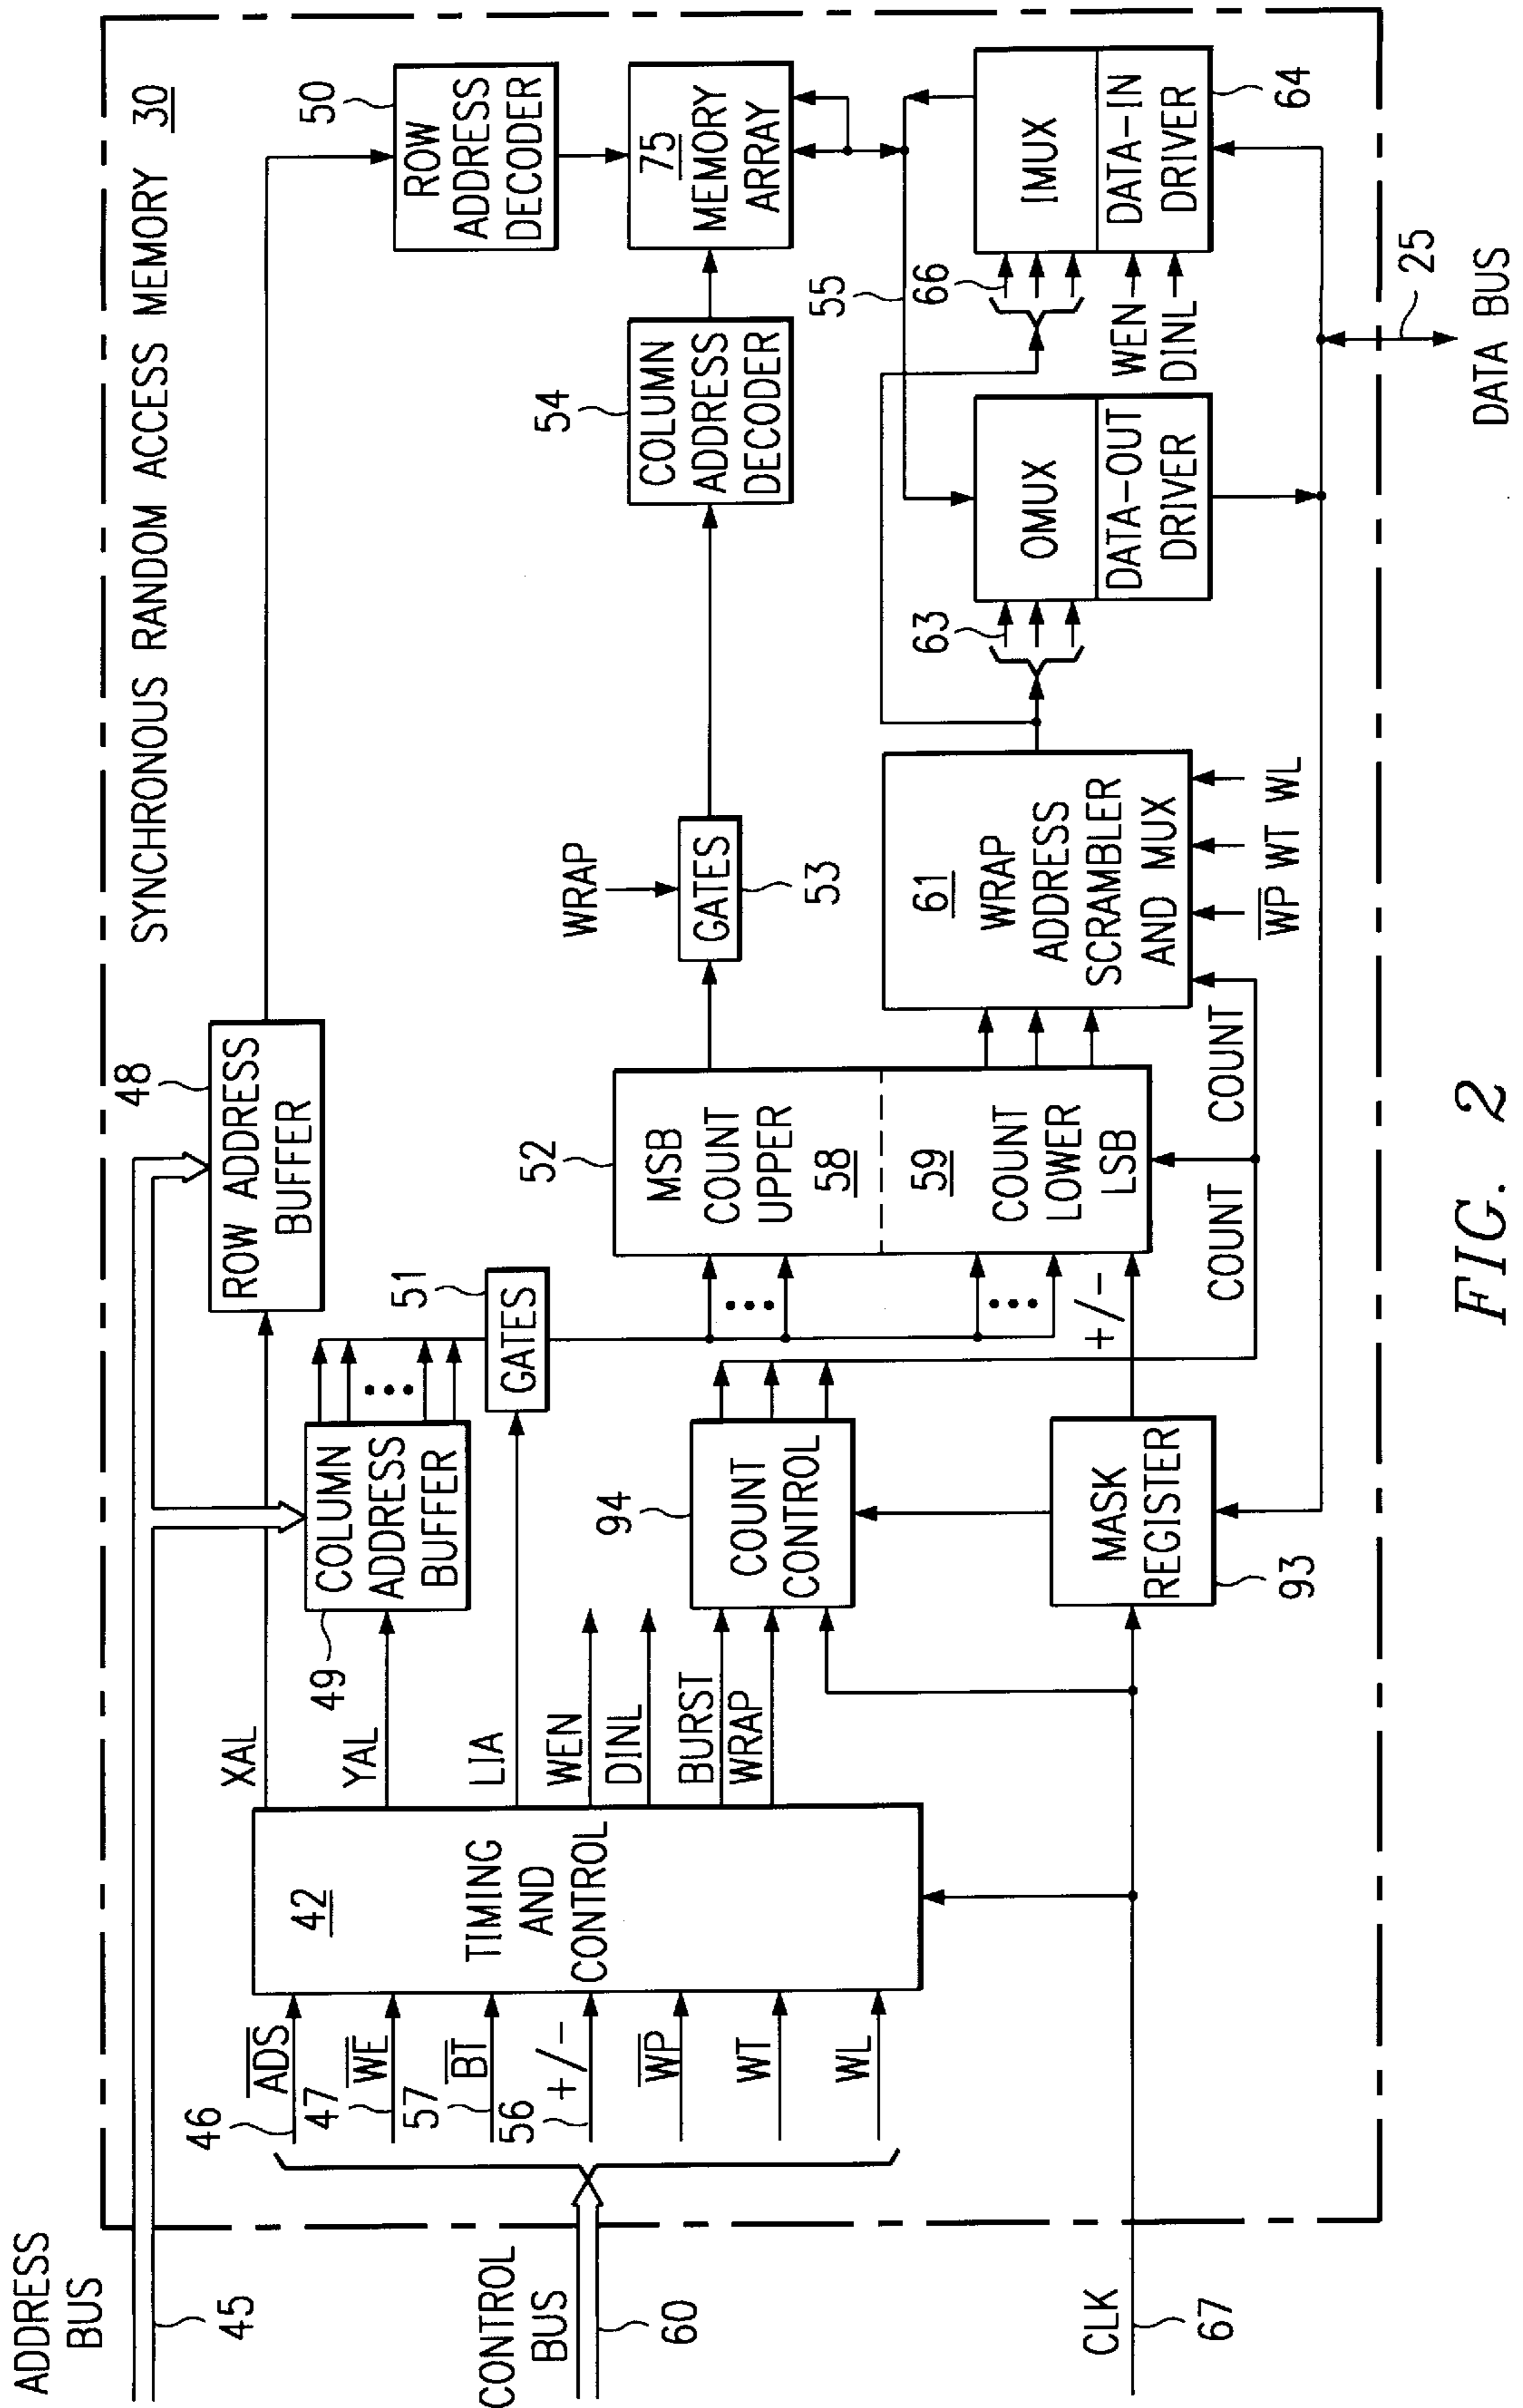 SYNCHRONOUS RANDOM ACCESS MEMORY 30
ADDRESS
BUS
45
48
ROW ADDRESS
BUFFER
50
ROW
ADDRESS
DECODER
XAL
49
COLUMN
ADDRESS
BUFFER
YAL
51
GATES
LIA
52
MSB
COUNT
UPPER
58
59
COUNT
LOWER
LSB
WRAP
GATES
53
54
COLUMN
ADDRESS
DECODER
75
MEMORY
ARRAY
55
42
TIMING
AND
CONTROL
46
ADS
47
WE
57
BT
56
+/-
WP
WT
WL
CONTROL
BUS
60
WEN
DINL
BURST
WRAP
94
COUNT
CONTROL
MASK
REGISTER
93
+/-
COUNT
COUNT
61
WRAP
ADDRESS
SCRAMBLER
AND MUX
WP WT WL
63
OMUX
DATA-OUT
DRIVER
66
IMUX
DATA-IN
DRIVER
64
WEN
DINL
25
DATA BUS
CLK
67
FIG. 2